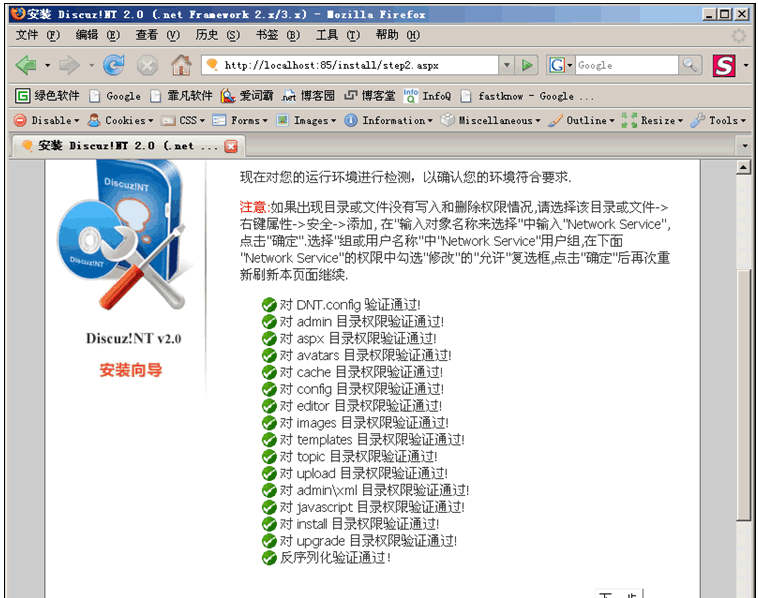 安装 Discuz!NT 2.0 (.net Framework 2.x/3.x) - Mozilla Firefox
文件 (F) 编辑 (E) 查看 (V) 历史 (S) 书签 (B) 工具 (T) 帮助 (H)
http://localhost:85/install/step2.aspx G Google S
绿色软件 Google 霏凡软件 爱词霸 .net 博客园 博客堂 InfoQ fastknow - Google ...
Disable Cookies CSS Forms Images Information Miscellaneous Outline Resize Tools
安装 Discuz!NT 2.0 (.net ...
现在对您的运行环境进行检测，以确认您的环境符合要求.
注意:如果出现目录或文件没有写入和删除权限情况,请选择该目录或文件->
右键属性->安全->添加, 在"输入对象名称来选择"中输入"Network Service",
点击"确定".选择"组或用户名称"中"Network Service"用户组,在下面
"Network Service"的权限中勾选"修改"的"允许"复选框,点击"确定"后再次重
新刷新本页面继续.
Discuz!NT
Discuz!NT
Discuz!NT v2.0
安装向导
对 DNT.config 验证通过!
对 admin 目录权限验证通过!
对 aspx 目录权限验证通过!
对 avatars 目录权限验证通过!
对 cache 目录权限验证通过!
对 config 目录权限验证通过!
对 editor 目录权限验证通过!
对 images 目录权限验证通过!
对 templates 目录权限验证通过!
对 topic 目录权限验证通过!
对 upload 目录权限验证通过!
对 admin\xml 目录权限验证通过!
对 javascript 目录权限验证通过!
对 install 目录权限验证通过!
对 upgrade 目录权限验证通过!
反序列化验证通过!